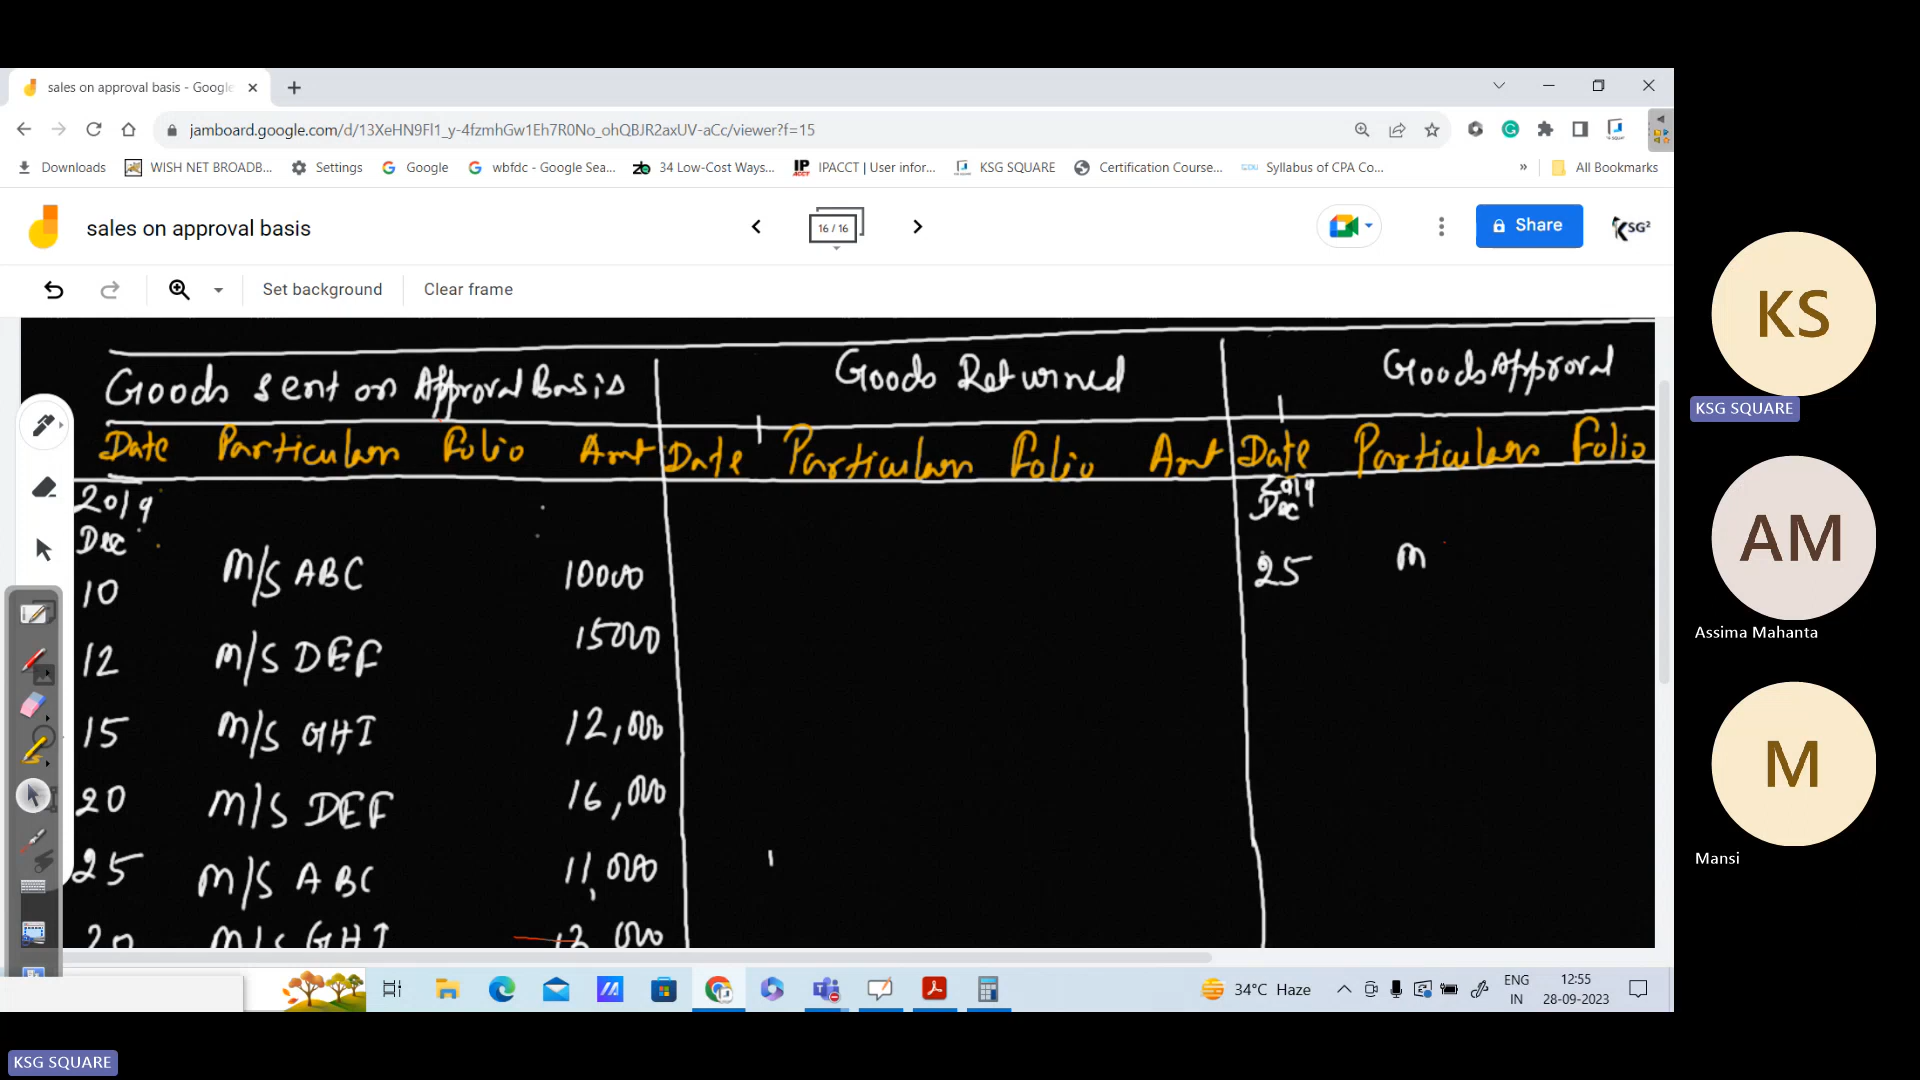 sales on approval basis - Google
jamboard.google.com/d/13XeHN9Fl1_y-4fzmhGw1Eh7R0No_ohQBJR2axUV-aCc/viewer?f=15
Downloads WISH NET BROADB... Settings Google wbfdc - Google Sea... 34 Low-Cost Ways... IPACCT | User infor... KSG SQUARE Certification Course... Syllabus of CPA Co... » All Bookmarks
sales on approval basis 16 / 16 Share KSG²
Set background Clear frame
Goods sent on Approval Basis Goods Returned Goods Approval
Date Particulars Folio Amt Date Particulars Folio Amt Date Particulars Folio
2019 2019
Dec Dec
10 M/S ABC 10000 25 M
12 M/S DEF 15000
15 M/S GHI 12,000
20 M/S DEF 16,000
25 M/S ABC 11,000
M/S GHI
KS
KSG SQUARE
AM
Assima Mahanta
M
Mansi
34°C Haze ENG IN 12:55 28-09-2023
KSG SQUARE